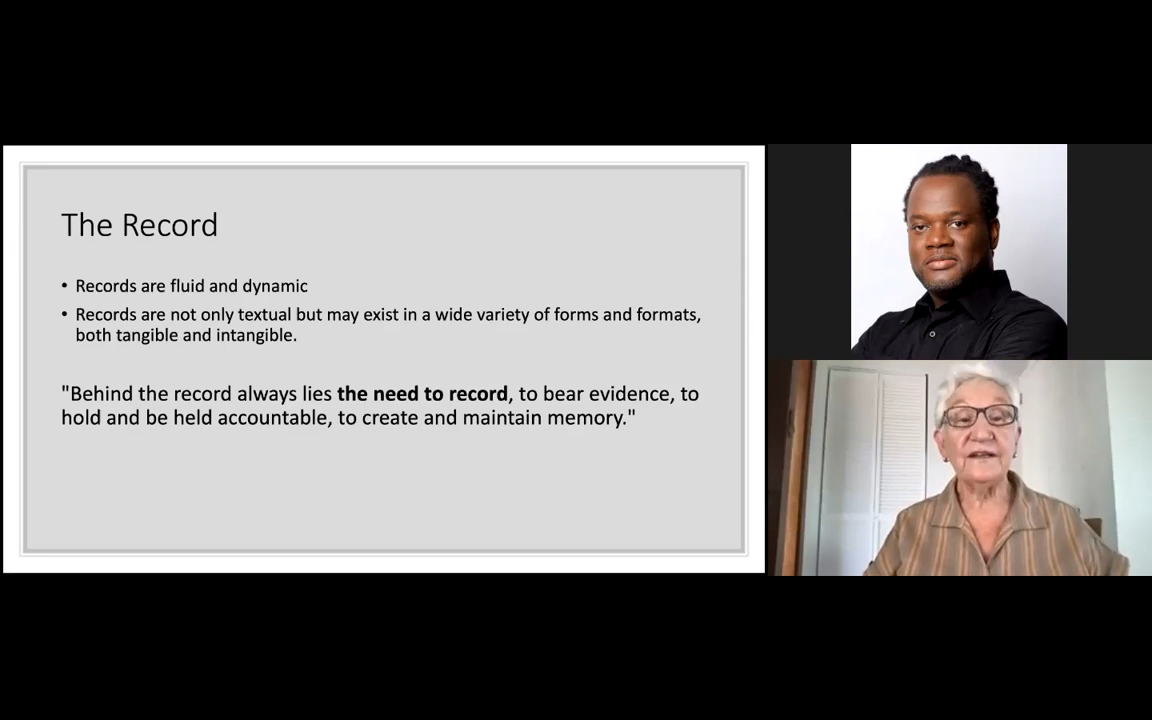 The Record
• Records are fluid and dynamic
• Records are not only textual but may exist in a wide variety of forms and formats,
both tangible and intangible.
"Behind the record always lies the need to record, to bear evidence, to
hold and be held accountable, to create and maintain memory."